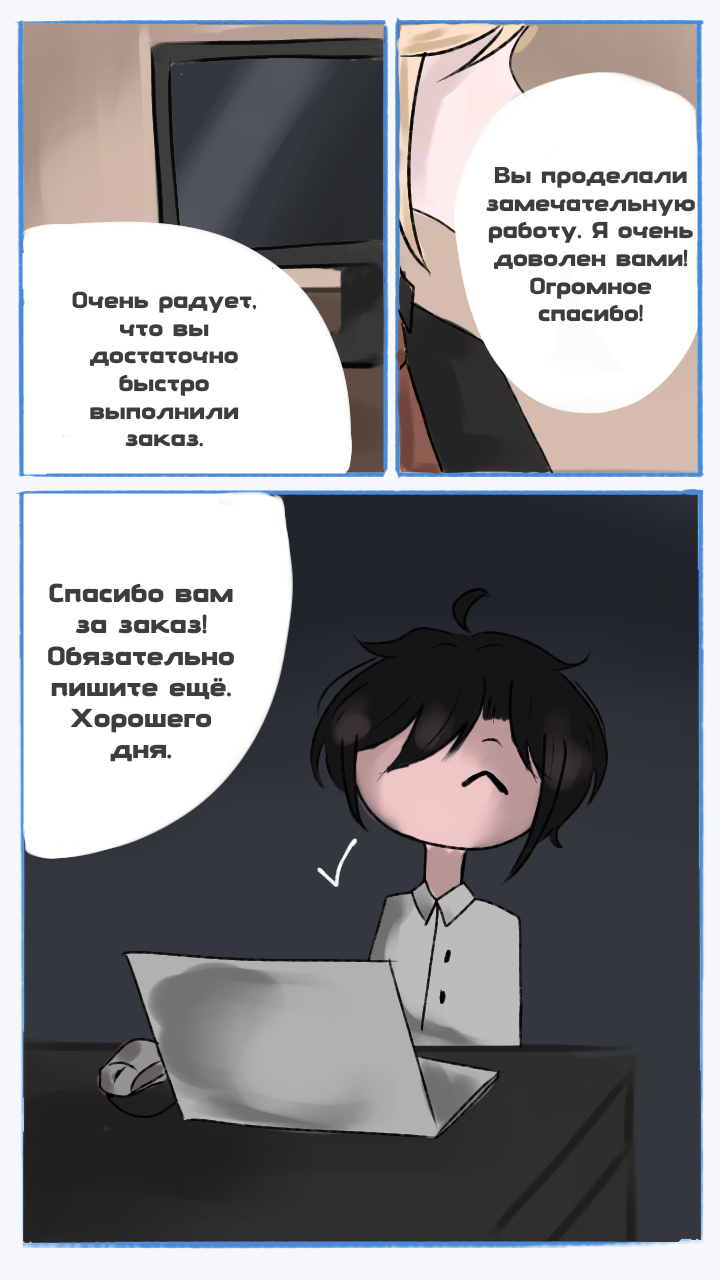 Очень радует,
что вы
достаточно
быстро
выполнили
заказ.
Вы проделали
замечательную
работу. Я очень
доволен вами!
Огромное
спасибо!
Спасибо вам
за заказ!
Обязательно
пишите ещё.
Хорошего
дня.